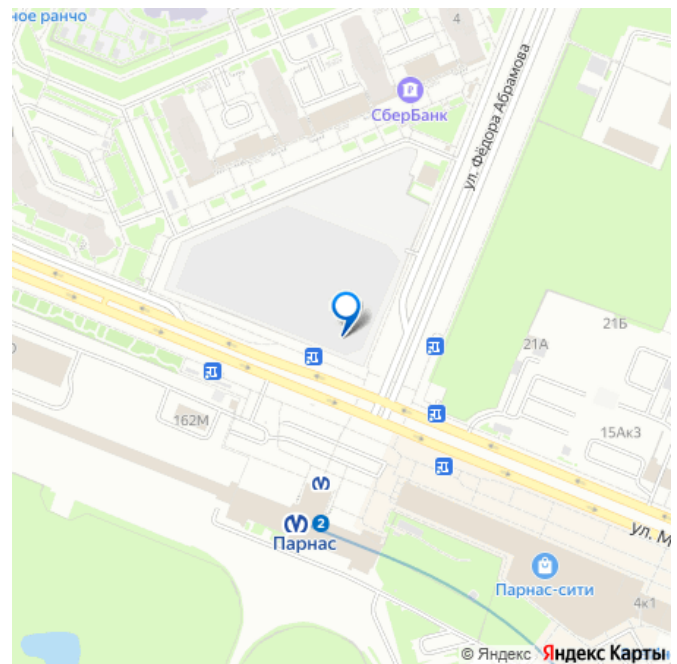 ное ранчо
4
СберБанк
ул. Фёдора Абрамова
21Б
21А
162М
15Ак3
2
Парнас
ул. М
Парнас-сити
4к1
© Яндекс Яндекс Карты